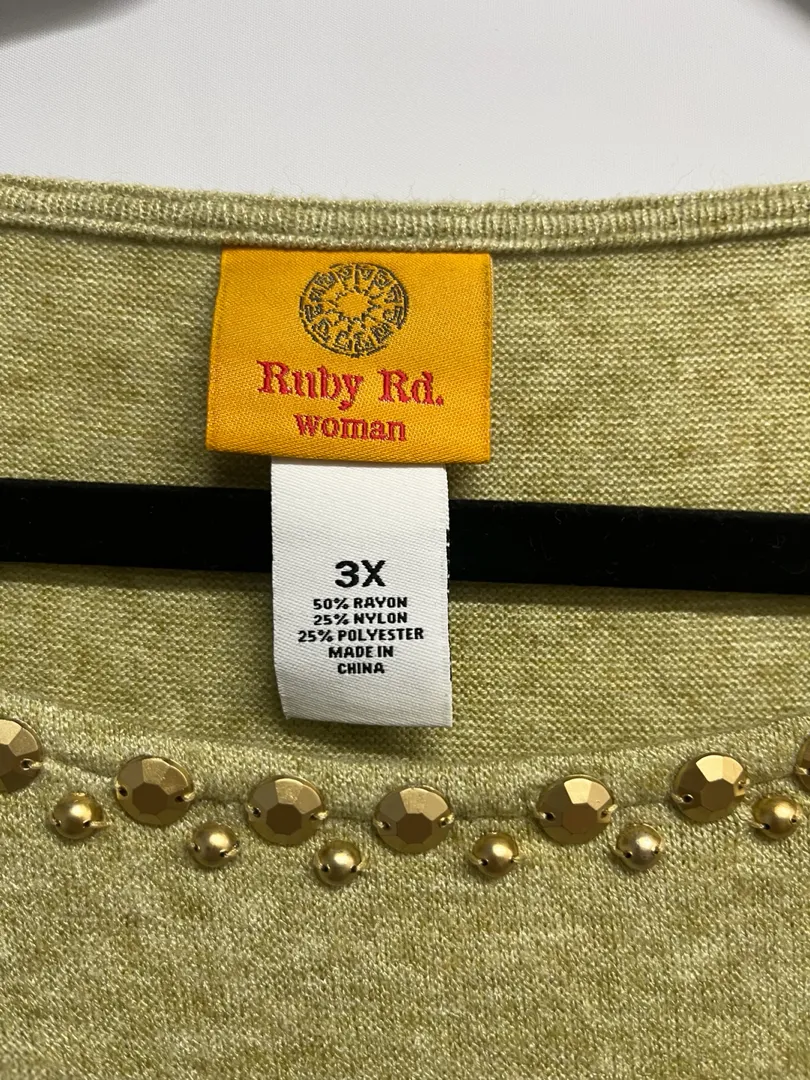 Ruby Rd.
woman
3X
50% RAYON
25% NYLON
25% POLYESTER
MADE IN
CHINA